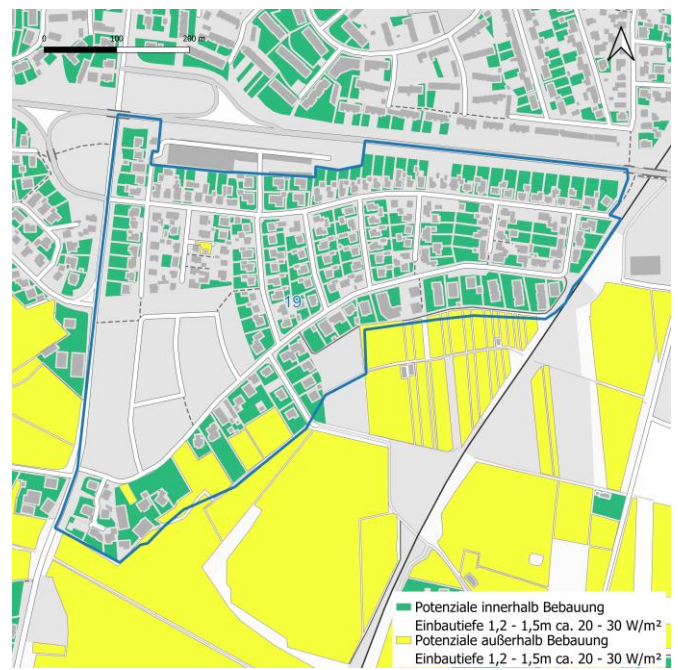 0 100 200 m
19
Potenziale innerhalb Bebauung
Einbautiefe 1,2 - 1,5m ca. 20 - 30 W/m²
Potenziale außerhalb Bebauung
Einbautiefe 1,2 - 1,5m ca. 20 - 30 W/m²